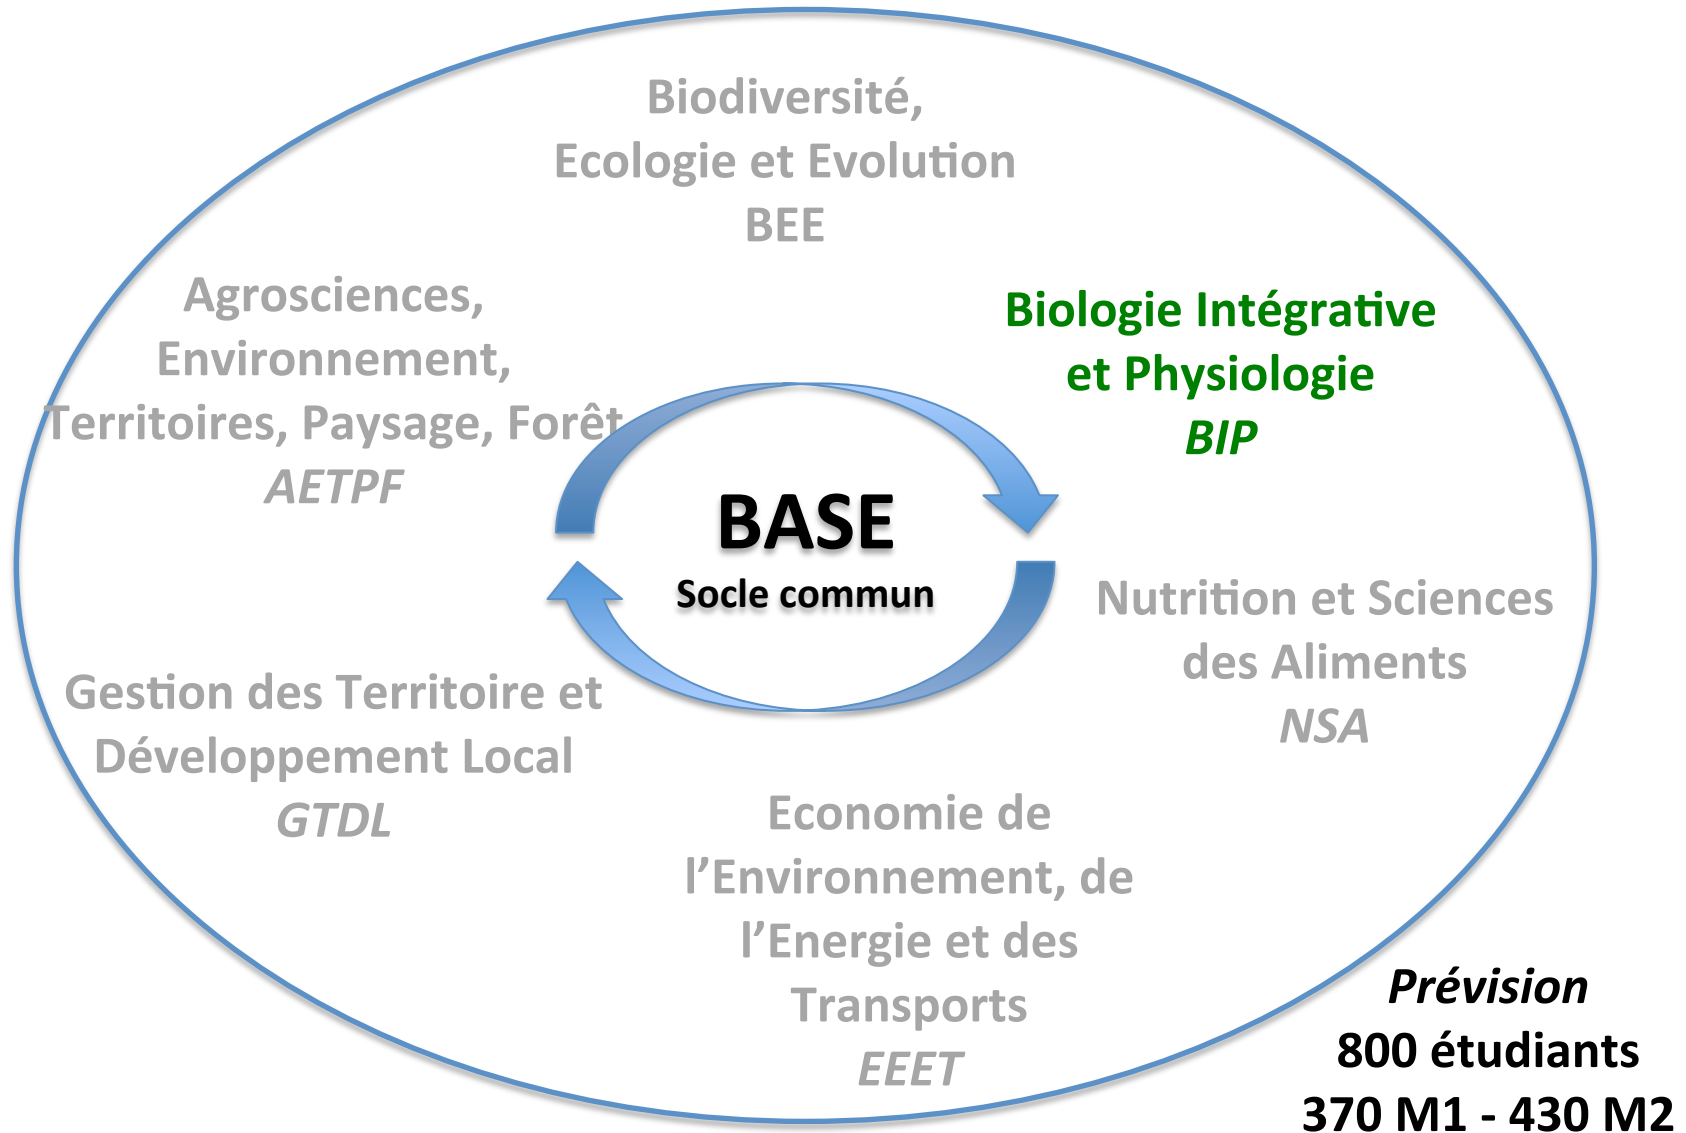 Biodiversité,
Ecologie et Evolution
BEE
Agrosciences,
Environnement,
Territoires, Paysage, Forêt
AETPF
Biologie Intégrative
et Physiologie
BIP
BASE
Socle commun
Nutrition et Sciences
des Aliments
NSA
Gestion des Territoire et
Développement Local
GTDL
Economie de
l’Environnement, de
l’Energie et des
Transports
EEET
Prévision
800 étudiants
370 M1 - 430 M2